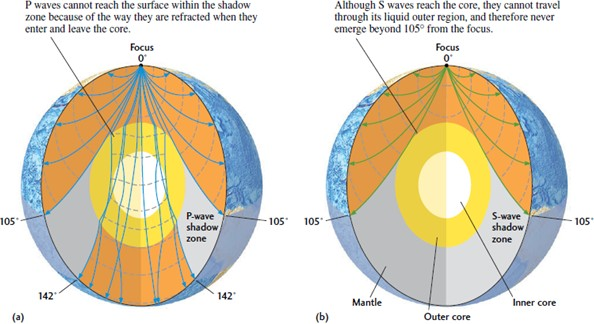 P waves cannot reach the surface within the shadow
zone because of the way they are refracted when they
enter and leave the core.
Focus
0°
105°
105°
P-wave
shadow
zone
142°
142°
(a)
Although S waves reach the core, they cannot travel
through its liquid outer region, and therefore never
emerge beyond 105° from the focus.
Focus
0°
105°
105°
S-wave
shadow
zone
Mantle
Outer core
Inner core
(b)